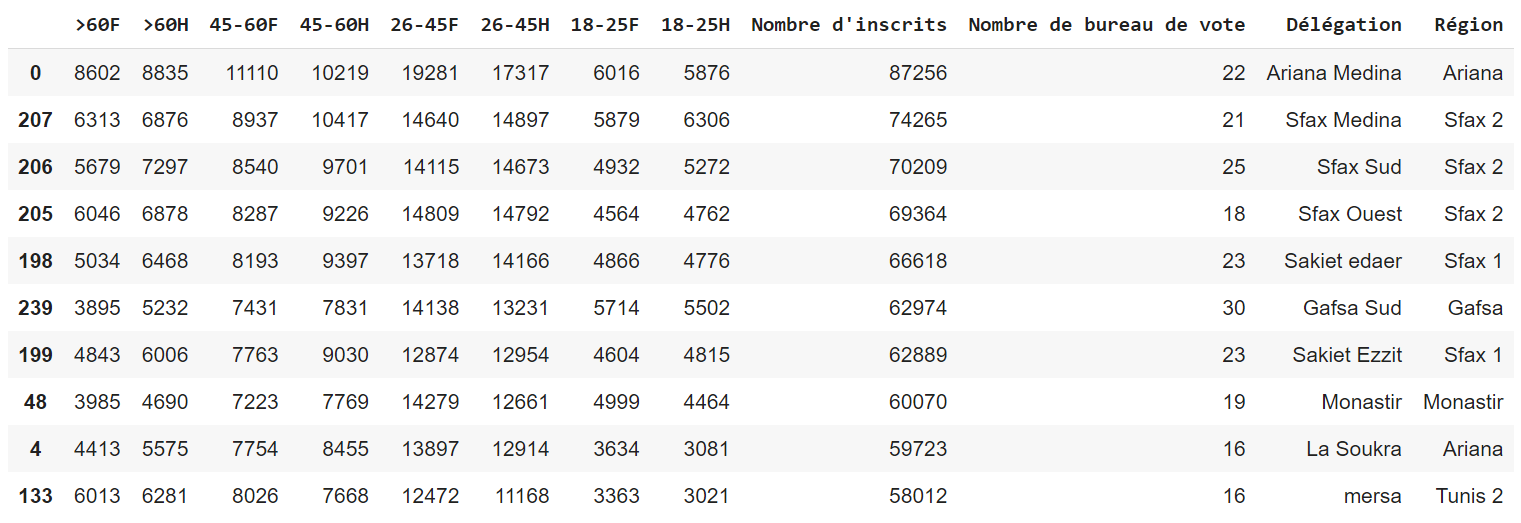 >60F >60H 45-60F 45-60H 26-45F 26-45H 18-25F 18-25H Nombre d'inscrits Nombre de bureau de vote Délégation Région
0 8602 8835 11110 10219 19281 17317 6016 5876 87256 22 Ariana Medina Ariana
207 6313 6876 8937 10417 14640 14897 5879 6306 74265 21 Sfax Medina Sfax 2
206 5679 7297 8540 9701 14115 14673 4932 5272 70209 25 Sfax Sud Sfax 2
205 6046 6878 8287 9226 14809 14792 4564 4762 69364 18 Sfax Ouest Sfax 2
198 5034 6468 8193 9397 13718 14166 4866 4776 66618 23 Sakiet edaer Sfax 1
239 3895 5232 7431 7831 14138 13231 5714 5502 62974 30 Gafsa Sud Gafsa
199 4843 6006 7763 9030 12874 12954 4604 4815 62889 23 Sakiet Ezzit Sfax 1
48 3985 4690 7223 7769 14279 12661 4999 4464 60070 19 Monastir Monastir
4 4413 5575 7754 8455 13897 12914 3634 3081 59723 16 La Soukra Ariana
133 6013 6281 8026 7668 12472 11168 3363 3021 58012 16 mersa Tunis 2